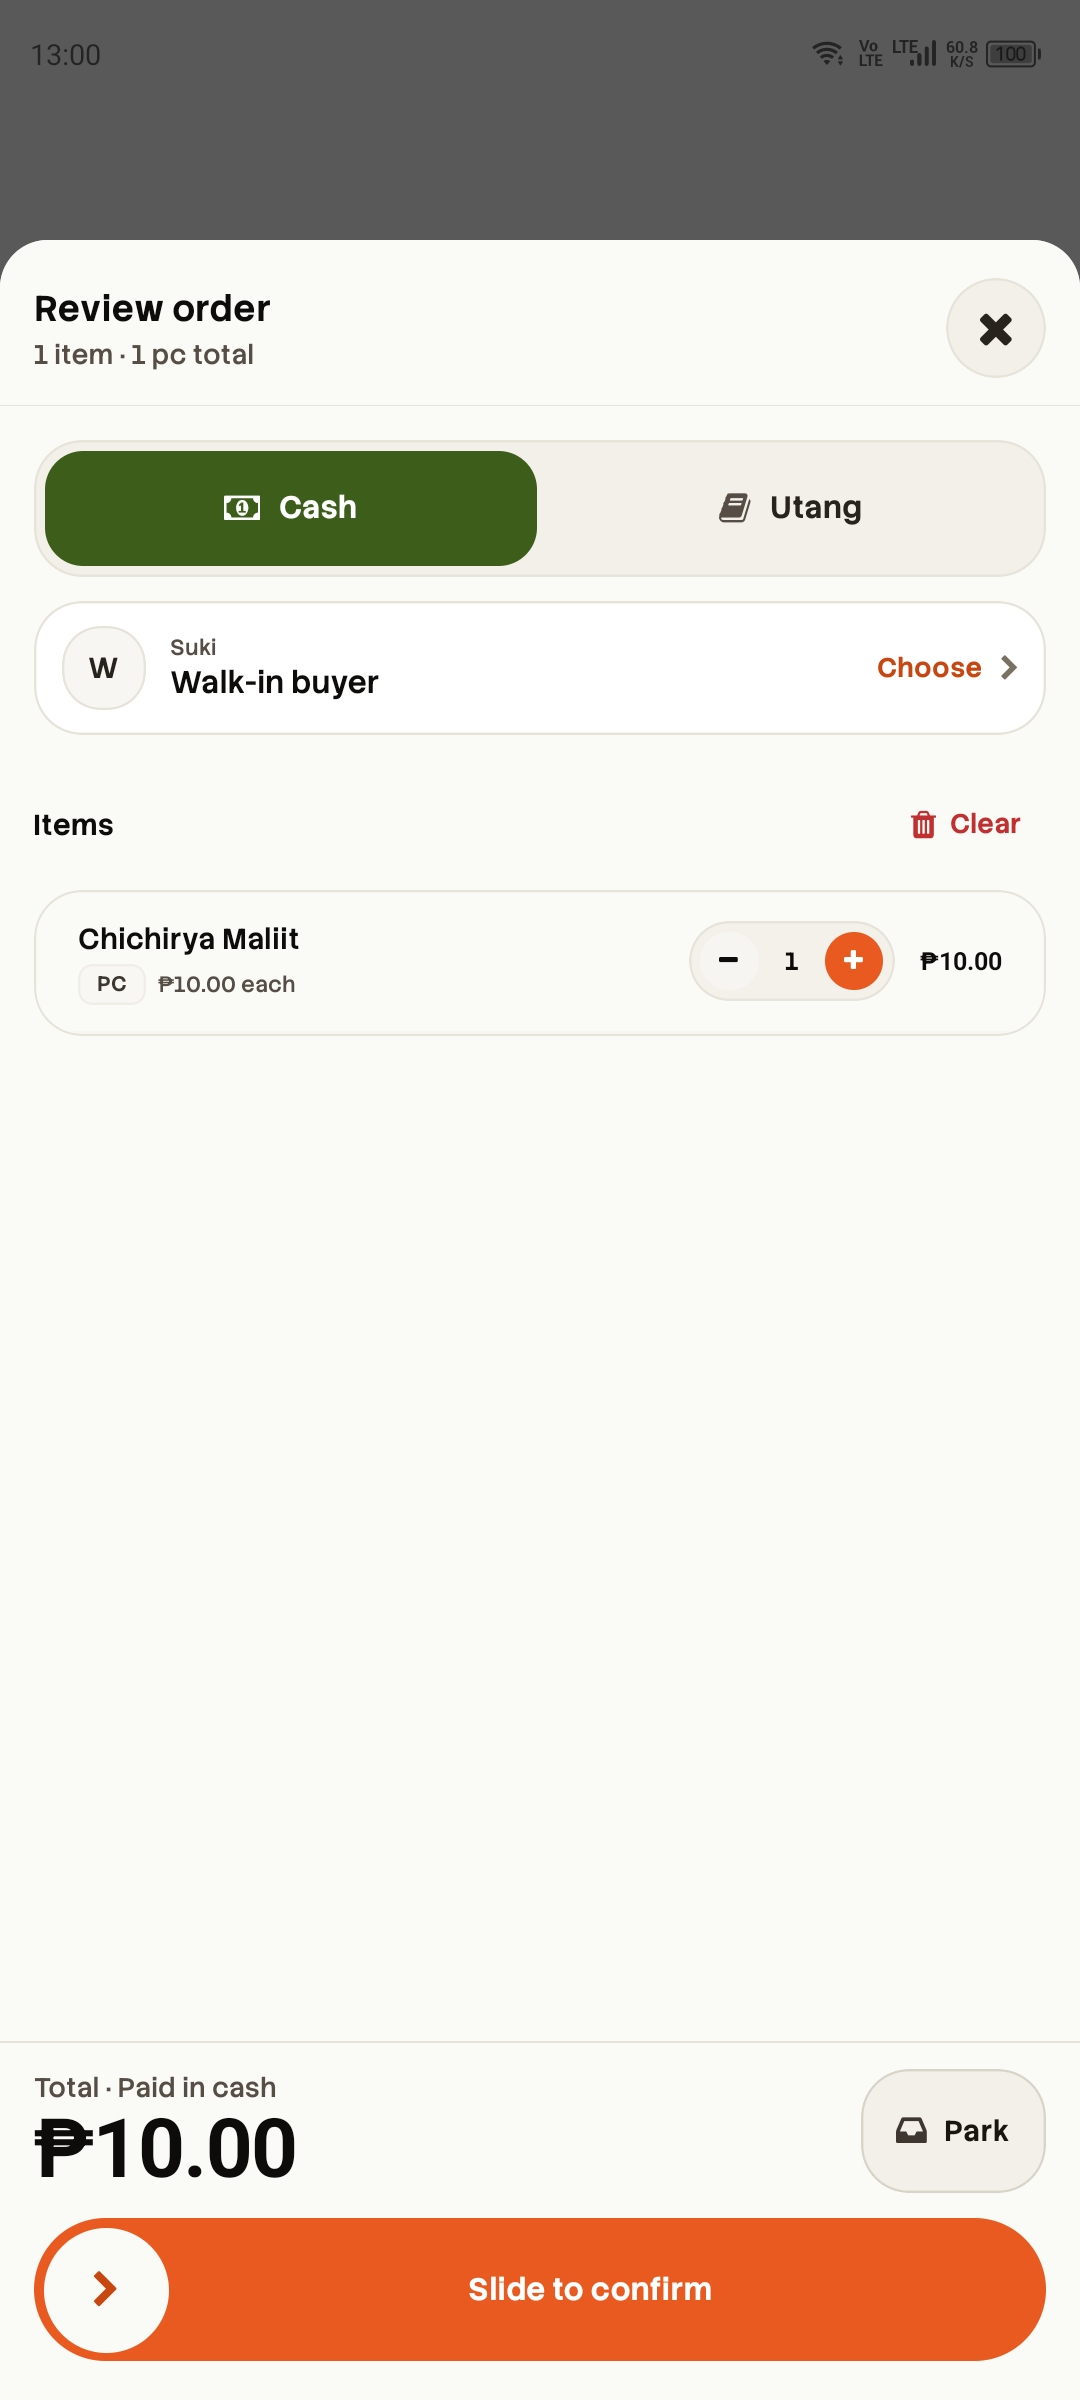 13:00
Vo LTE LTE 60.8 K/S 100
Review order
1 item · 1 pc total
Cash
Utang
W
Suki
Walk-in buyer
Choose
Items
Clear
Chichirya Maliit
PC ₱10.00 each
1
₱10.00
Total · Paid in cash
₱10.00
Park
Slide to confirm